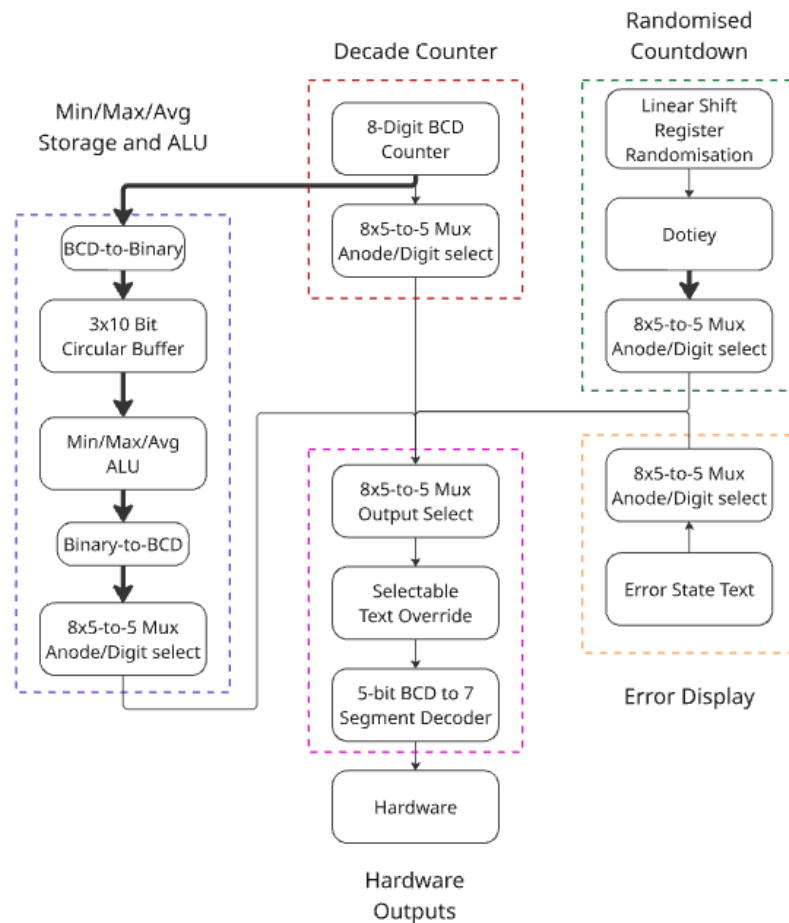 Min/Max/Avg
Storage and ALU
BCD-to-Binary
3x10 Bit
Circular Buffer
Min/Max/Avg
ALU
Binary-to-BCD
8x5-to-5 Mux
Anode/Digit select
Decade Counter
8-Digit BCD
Counter
8x5-to-5 Mux
Anode/Digit select
Randomised
Countdown
Linear Shift
Register
Randomisation
Dotiey
8x5-to-5 Mux
Anode/Digit select
8x5-to-5 Mux
Output Select
Selectable
Text Override
5-bit BCD to 7
Segment Decoder
Hardware
Hardware
Outputs
8x5-to-5 Mux
Anode/Digit select
Error State Text
Error Display